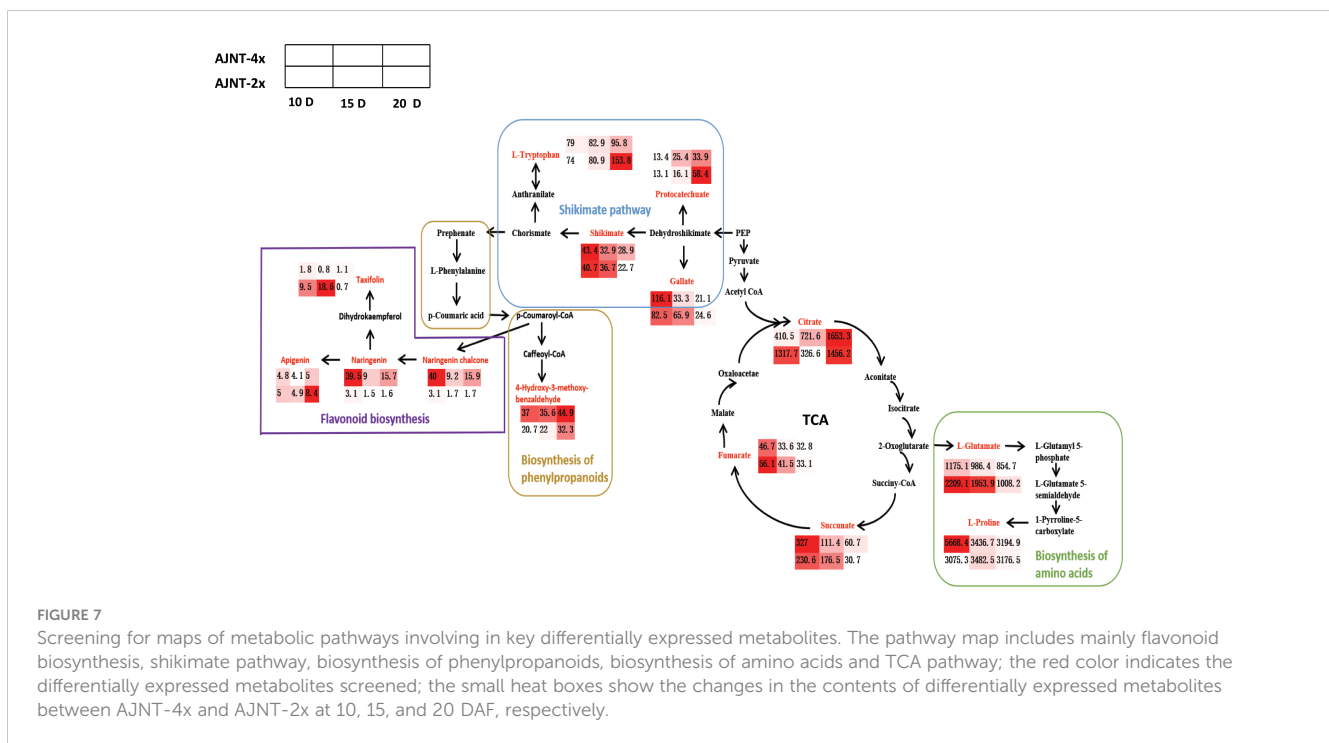 AJNT-4x
AJNT-2x
10 D 15 D 20 D
79 82.9 95.8
74 80.9 153.8
L-Tryptophan
13.4 25.4 33.9
13.1 16.1 58.4
Protocatechuate
Anthranilate
Shikimate pathway
Prephenate
Chorismate
Shikimate
Dehydroshikimate
PEP
43.4 32.9 28.9
40.7 36.7 22.7
Pyruvate
L-Phenylalanine
Gallate
116.1 33.3 21.1
82.5 65.9 24.6
Acetyl CoA
1.8 0.8 1.1
9.5 18.6 0.7
Taxifolin
Dihydrokaempferol
p-Coumaric acid
p-Coumaroyl-CoA
Caffeoyl-CoA
Apigenin
Naringenin
Naringenin chalcone
4.8 4.1 5
5 4.9 8.4
39.5 9 15.7
3.1 1.5 1.6
40 9.2 15.9
3.1 1.7 1.7
Flavonoid biosynthesis
4-Hydroxy-3-methoxy-
benzaldehyde
37 35.6 44.9
20.7 22 32.3
Biosynthesis of
phenylpropanoids
Citrate
410.5 721.6 1653.3
1317.7 326.6 1456.2
Oxaloacetae
Aconitate
Isocitrate
Malate
TCA
2-Oxoglutarate
Fumarate
46.7 33.6 32.8
56.1 41.5 33.1
Succiny-CoA
Succunate
327 111.4 60.7
230.6 176.5 30.7
L-Glutamate
1175.1 986.4 854.7
2209.1 1953.9 1008.2
L-Glutamyl 5-
phosphate
L-Glutamate 5-
semialdehyde
L-Proline
1-Pyrroline-5-
carboxylate
5668.4 3436.7 3194.9
3075.3 3482.5 3176.5
Biosynthesis of
amino acids
FIGURE 7
Screening for maps of metabolic pathways involving in key differentially expressed metabolites. The pathway map includes mainly flavonoid
biosynthesis, shikimate pathway, biosynthesis of phenylpropanoids, biosynthesis of amino acids and TCA pathway; the red color indicates the
differentially expressed metabolites screened; the small heat boxes show the changes in the contents of differentially expressed metabolites
between AJNT-4x and AJNT-2x at 10, 15, and 20 DAF, respectively.